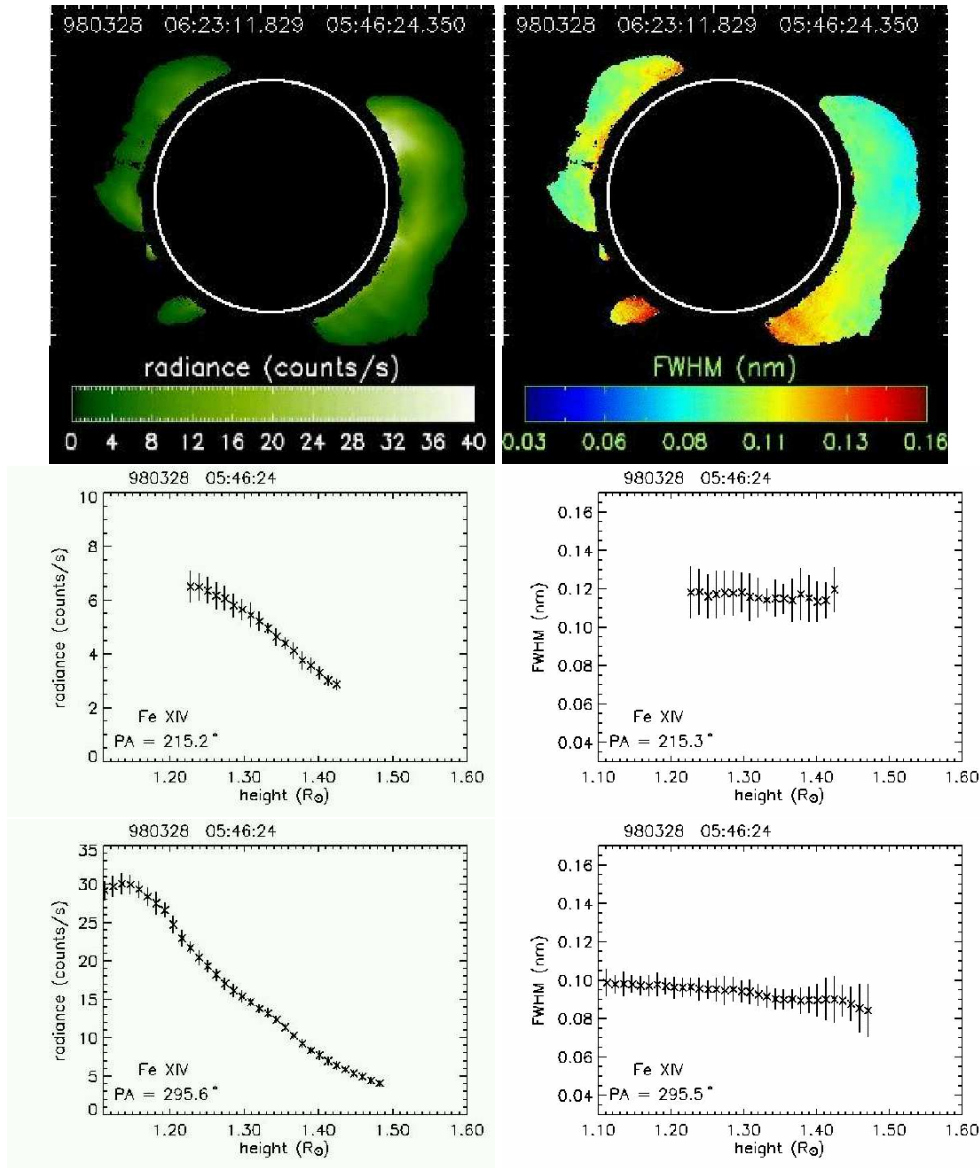 980328 06:23:11.829 05:46:24.350
980328 06:23:11.829 05:46:24.350
radiance (counts/s)
0 4 8 12 16 20 24 28 32 36 40
FWHM (nm)
0.03 0.06 0.08 0.11 0.13 0.16
980328 05:46:24
10
8
6
4
2
0
radiance (counts/s)
Fe XIV
PA = 215.2°
1.20 1.30 1.40 1.50 1.60
height (R☉)
980328 05:46:24
0.16
0.14
0.12
0.10
0.08
0.06
0.04
FWHM (nm)
Fe XIV
PA = 215.3°
1.10 1.20 1.30 1.40 1.50 1.60
height (R☉)
980328 05:46:24
35
30
25
20
15
10
5
0
radiance (counts/s)
Fe XIV
PA = 295.6°
1.20 1.30 1.40 1.50 1.60
height (R☉)
980328 05:46:24
0.16
0.14
0.12
0.10
0.08
0.06
0.04
FWHM (nm)
Fe XIV
PA = 295.5°
1.10 1.20 1.30 1.40 1.50 1.60
height (R☉)